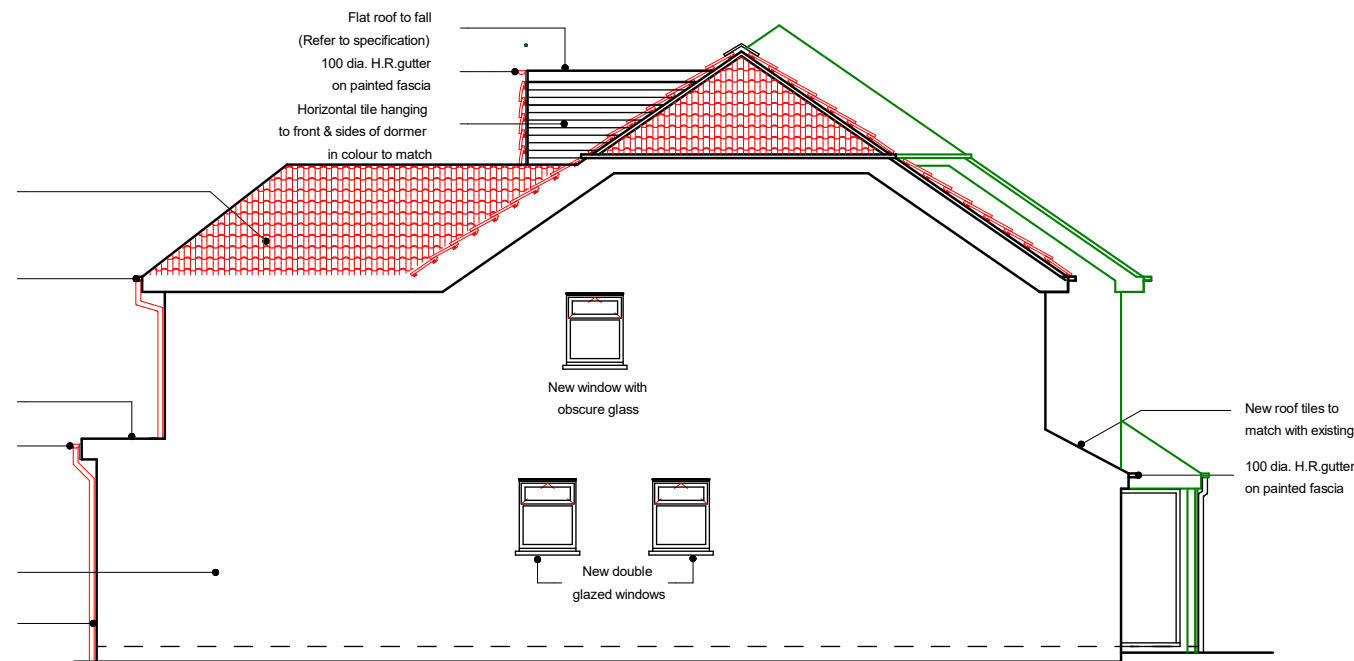 Flat roof to fall
(Refer to specification)
100 dia. H.R.gutter
on painted fascia
Horizontal tile hanging
to front & sides of dormer
in colour to match
New window with
obscure glass
New roof tiles to
match with existing
100 dia. H.R.gutter
on painted fascia
New double
glazed windows